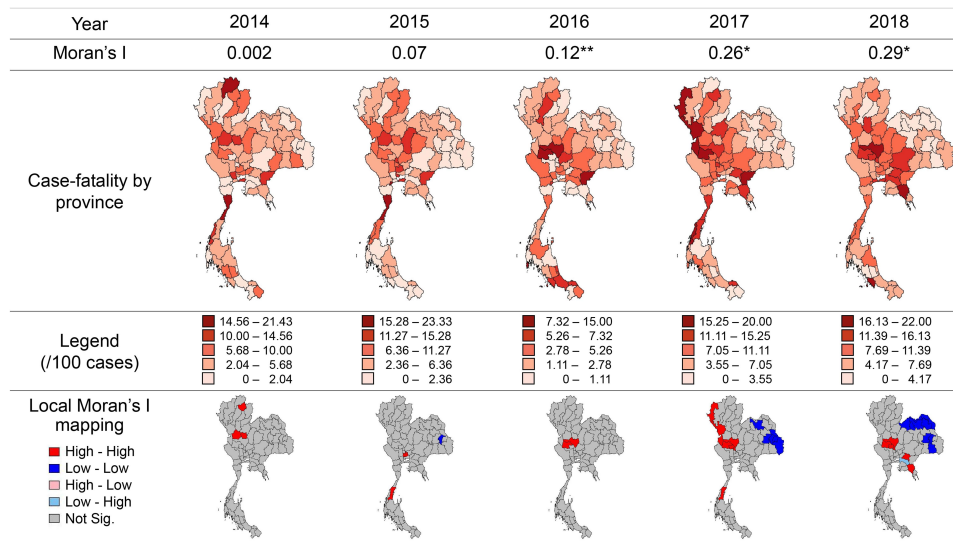 Year 2014 2015 2016 2017 2018
Moran's I 0.002 0.07 0.12** 0.26* 0.29*
Case-fatality by
province
Legend
(/100 cases)
14.56 – 21.43
10.00 – 14.56
5.68 – 10.00
2.04 – 5.68
0 – 2.04
15.28 – 23.33
11.27 – 15.28
6.36 – 11.27
2.36 – 6.36
0 – 2.36
7.32 – 15.00
5.26 – 7.32
2.78 – 5.26
1.11 – 2.78
0 – 1.11
15.25 – 20.00
11.11 – 15.25
7.05 – 11.11
3.55 – 7.05
0 – 3.55
16.13 – 22.00
11.39 – 16.13
7.69 – 11.39
4.17 – 7.69
0 – 4.17
Local Moran's I
mapping
High - High
Low - Low
High - Low
Low - High
Not Sig.